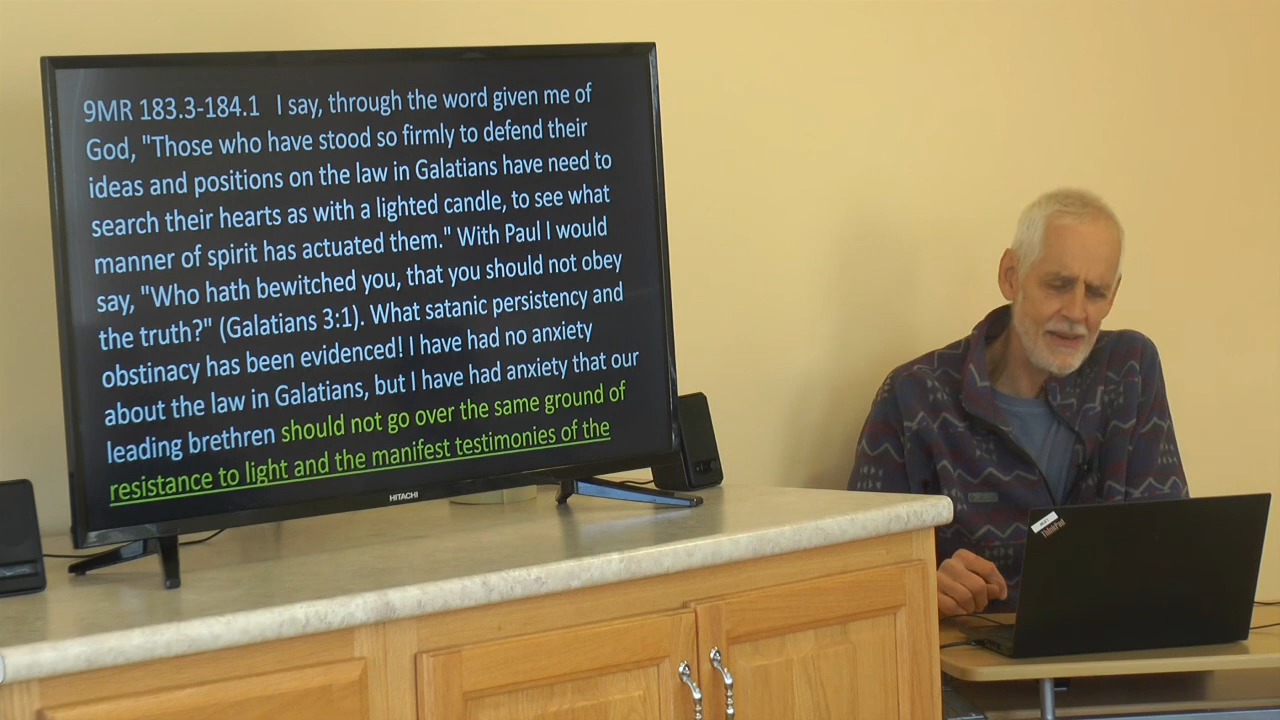 9MR 183.3-184.1   I say, through the word given me of
God, "Those who have stood so firmly to defend their
ideas and positions on the law in Galatians have need to
search their hearts as with a lighted candle, to see what
manner of spirit has actuated them." With Paul I would
say, "Who hath bewitched you, that you should not obey
the truth?" (Galatians 3:1). What satanic persistency and
obstinacy has been evidenced! I have had no anxiety
about the law in Galatians, but I have had anxiety that our
leading brethren should not go over the same ground of
resistance to light and the manifest testimonies of the
HITACHI
ThinkPad